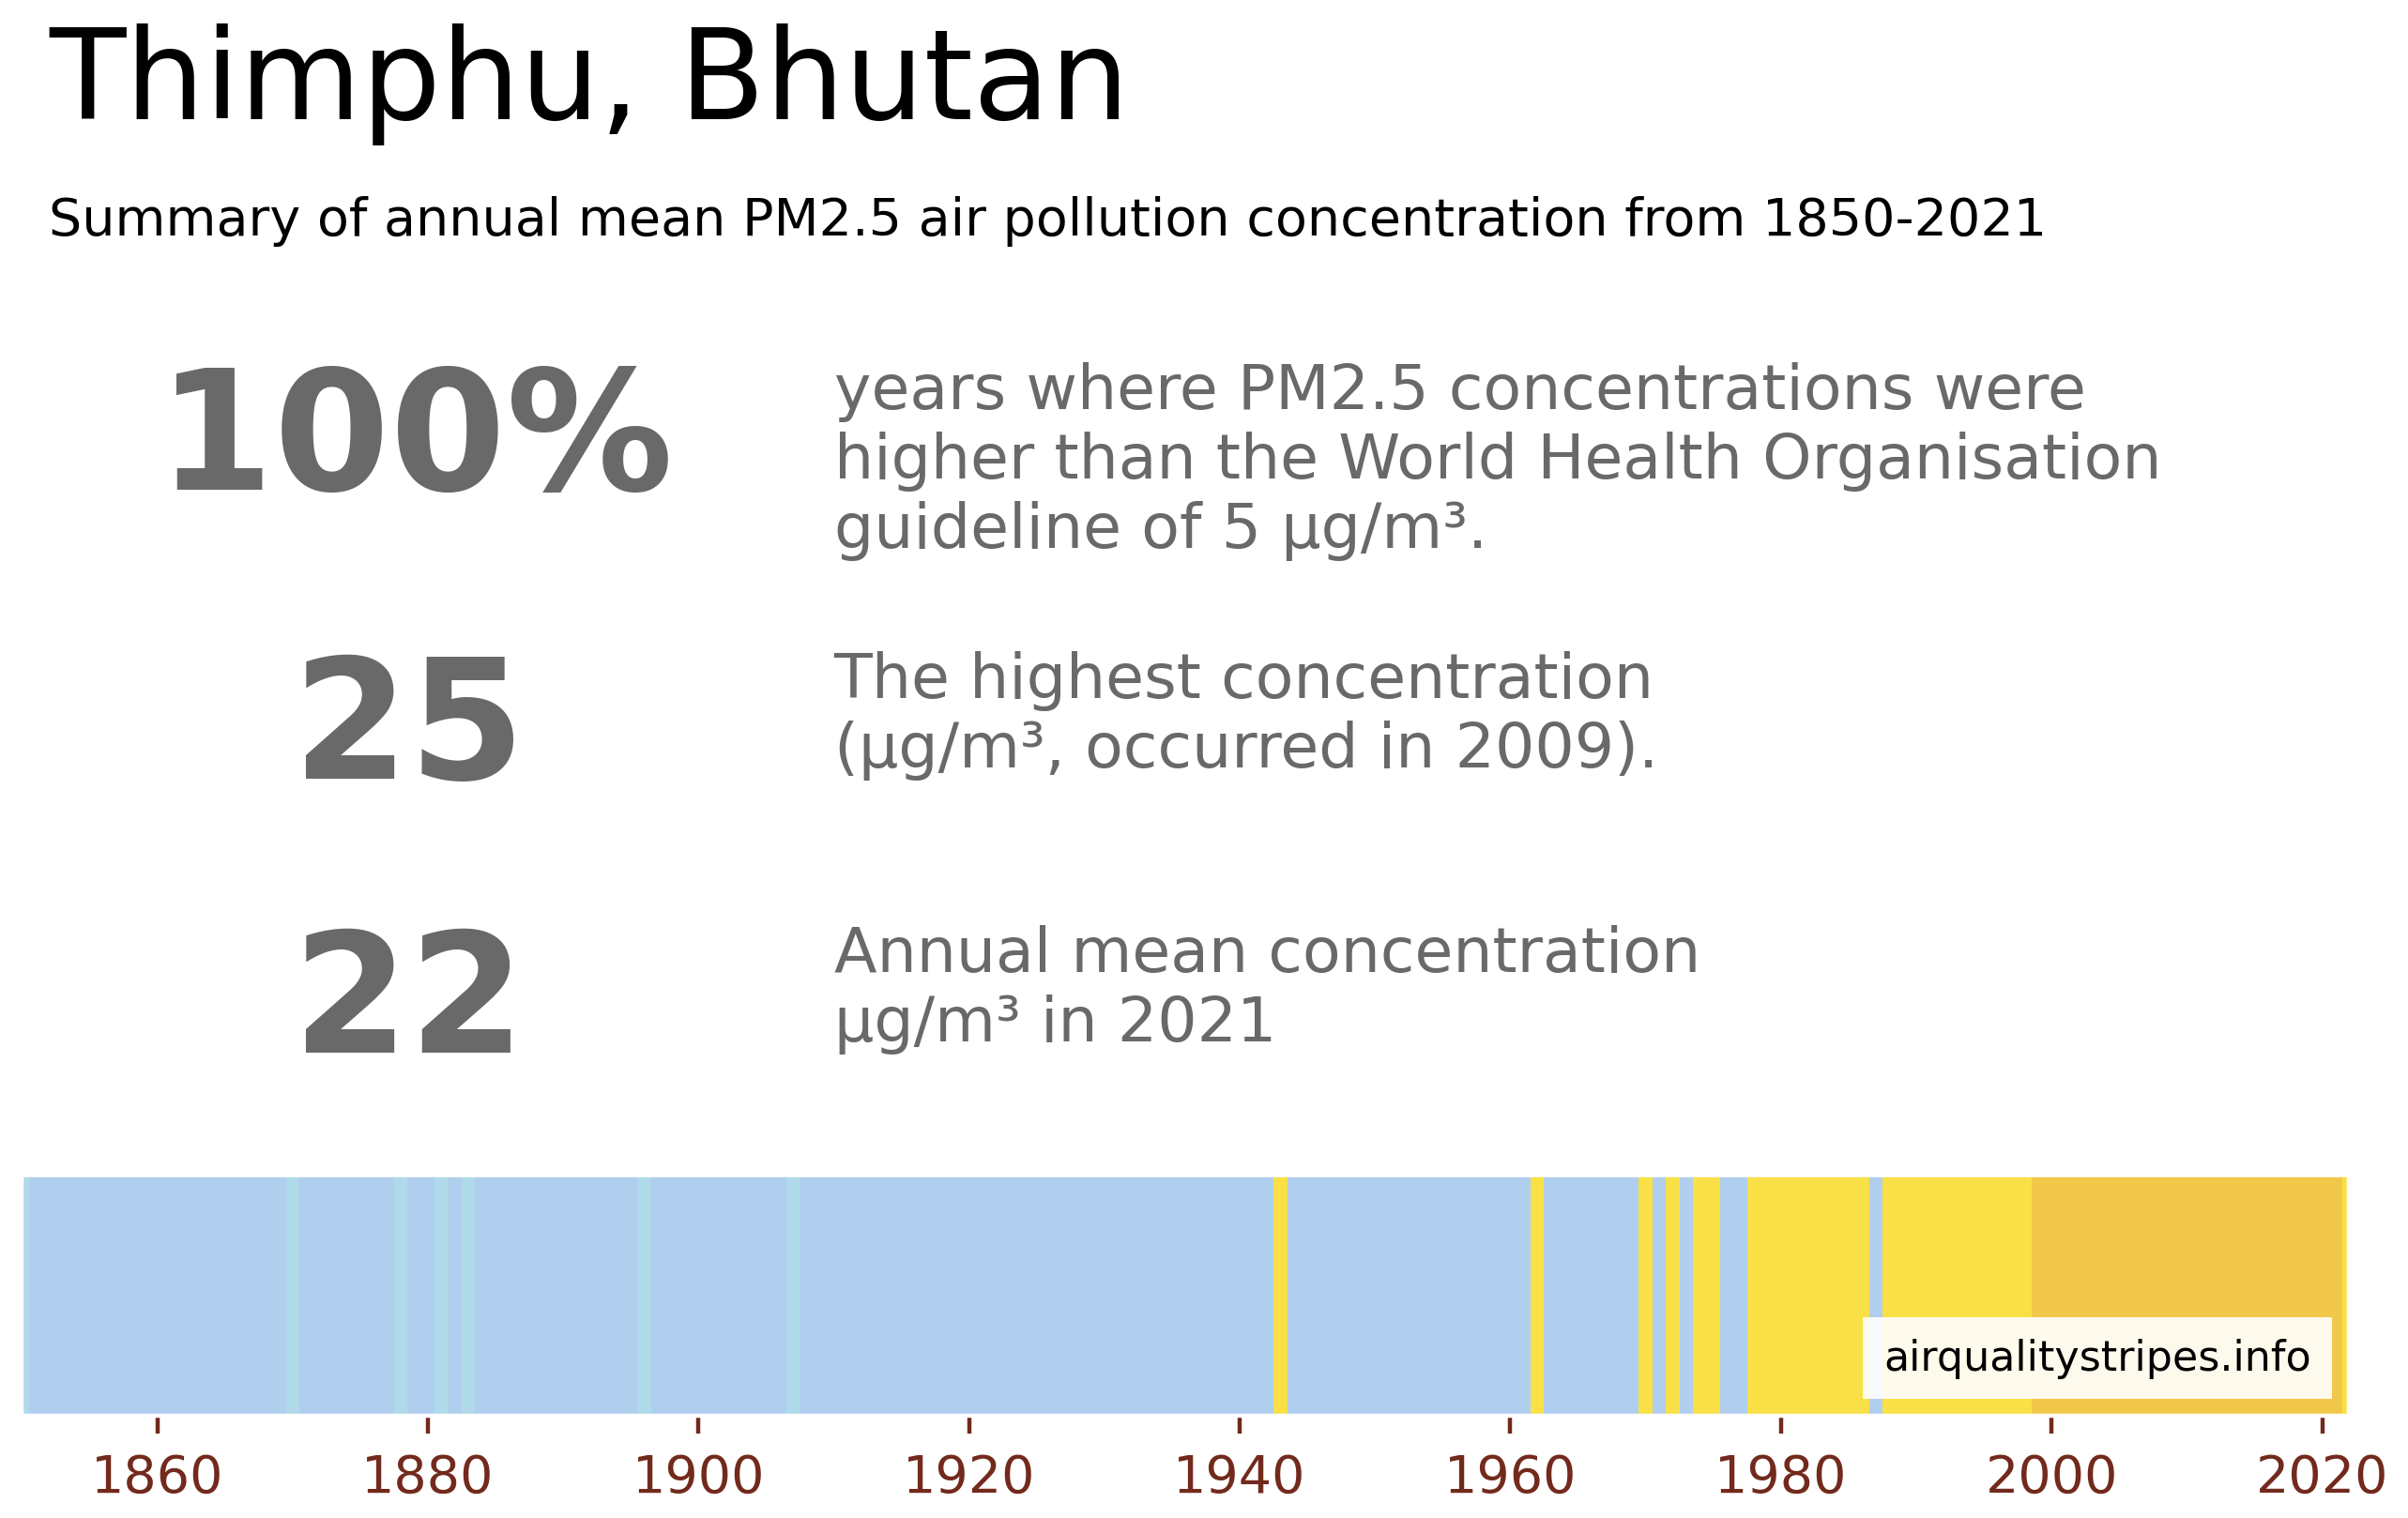 Thimphu, Bhutan
Summary of annual mean PM2.5 air pollution concentration from 1850-2021
100%
years where PM2.5 concentrations were
higher than the World Health Organisation
guideline of 5 µg/m³.
25
The highest concentration
(µg/m³, occurred in 2009).
22
Annual mean concentration
µg/m³ in 2021
airqualitystripes.info
1860 1880 1900 1920 1940 1960 1980 2000 2020